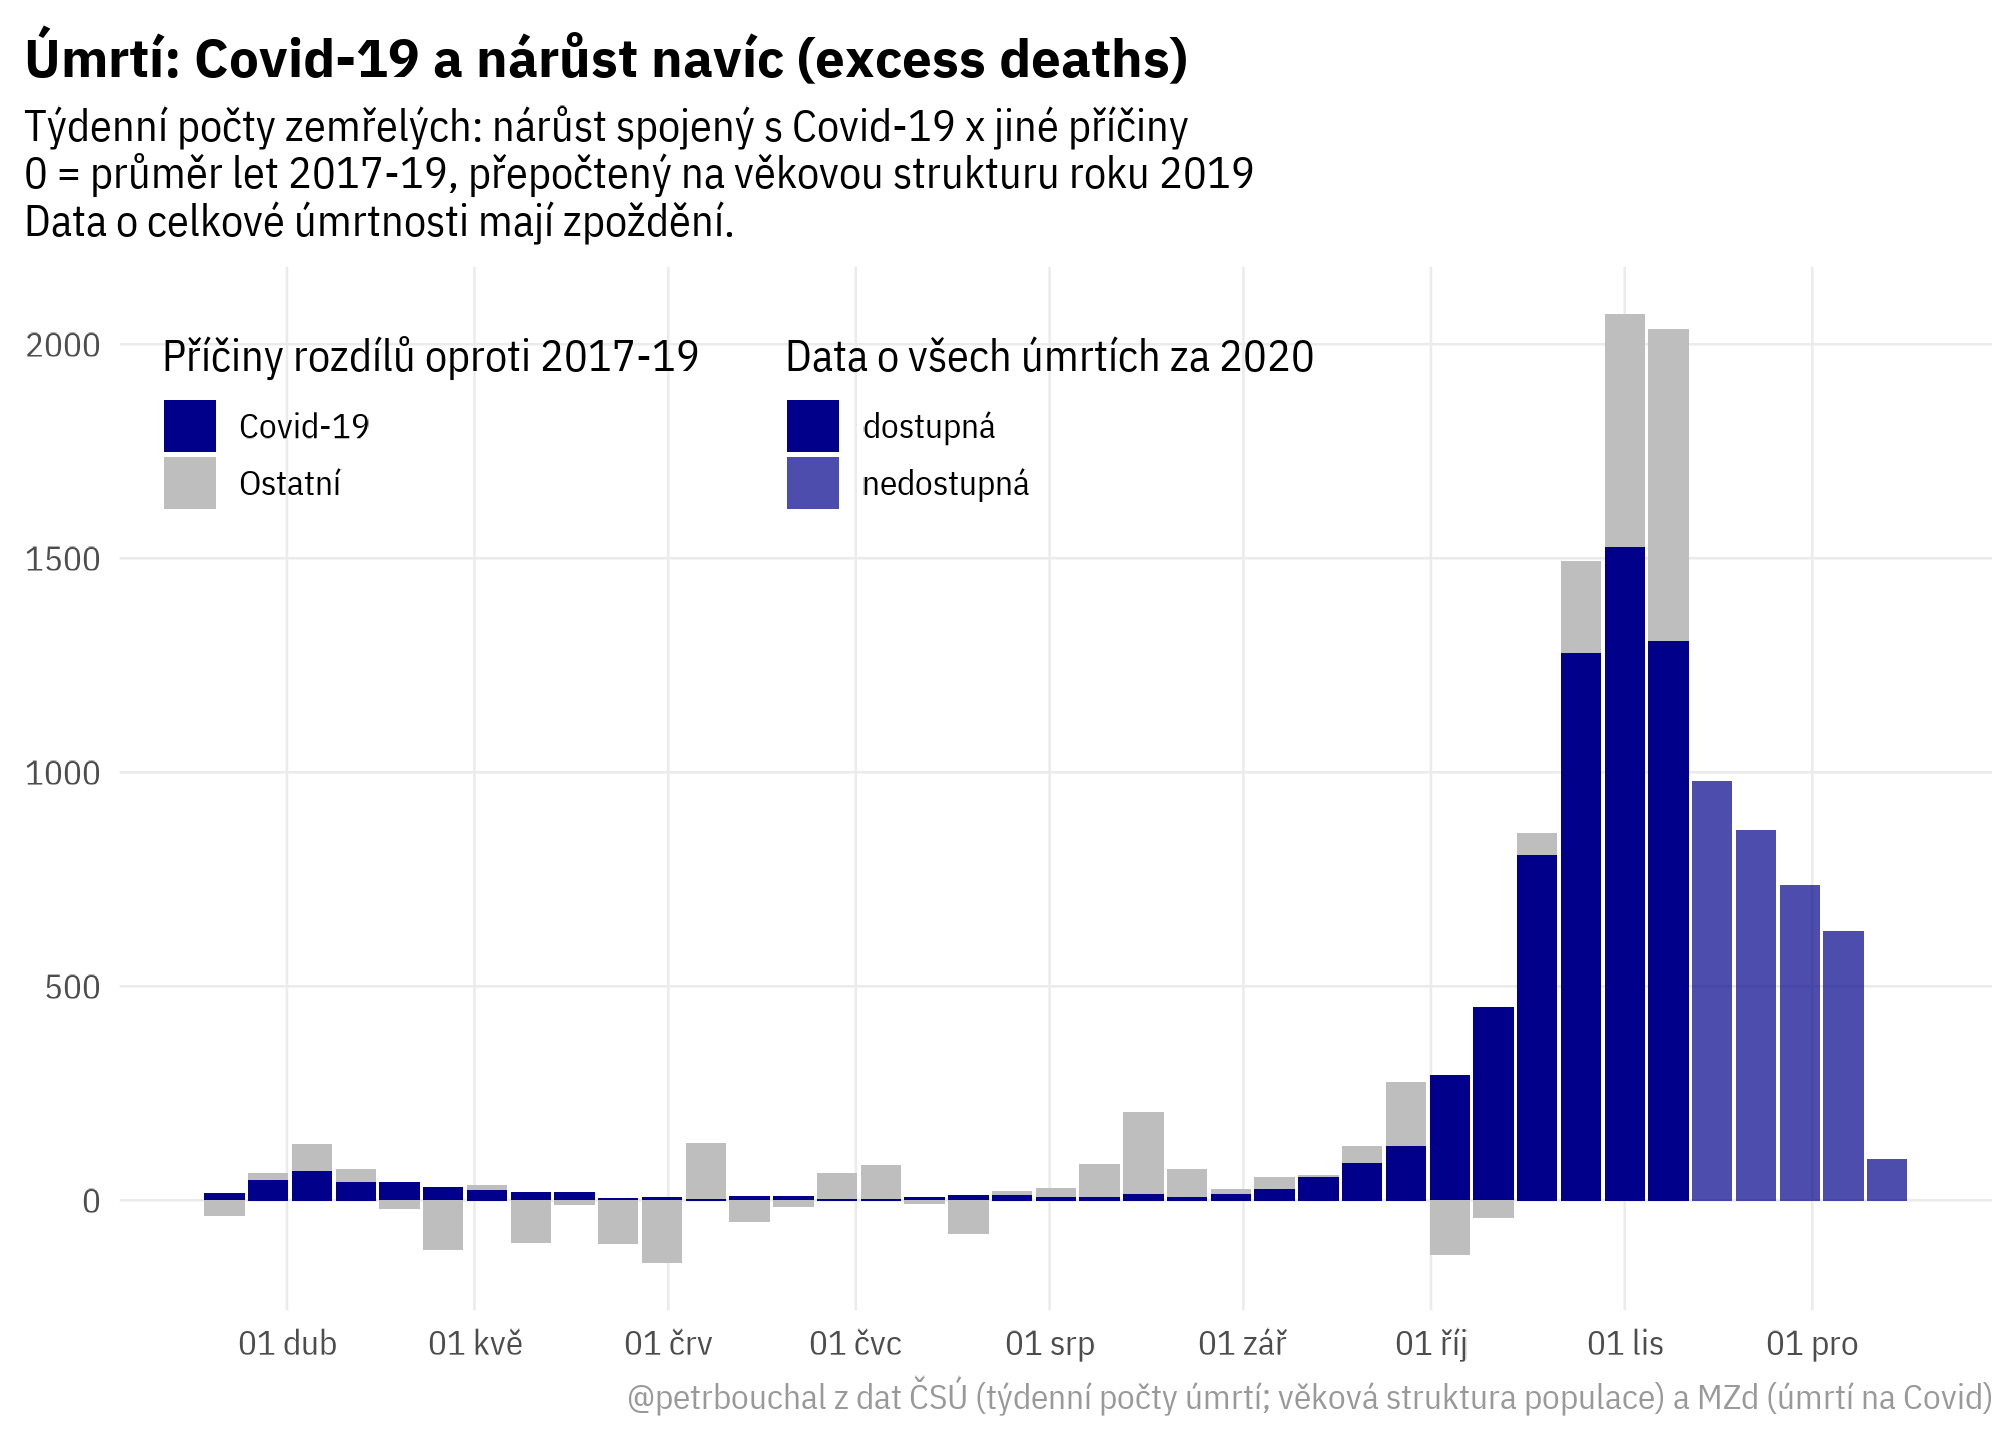 Úmrtí: Covid-19 a nárůst navíc (excess deaths)
Týdenní počty zemřelých: nárůst spojený s Covid-19 x jiné příčiny
0 = průměr let 2017-19, přepočtený na věkovou strukturu roku 2019
Data o celkové úmrtnosti mají zpoždění.
Příčiny rozdílů oproti 2017-19
Covid-19
Ostatní
Data o všech úmrtích za 2020
dostupná
nedostupná
2000
1500
1000
500
0
01 dub
01 kvě
01 črv
01 čvc
01 srp
01 zář
01 říj
01 lis
01 pro
@petrbouchal z dat ČSÚ (týdenní počty úmrtí; věková struktura populace) a MZd (úmrtí na Covid)